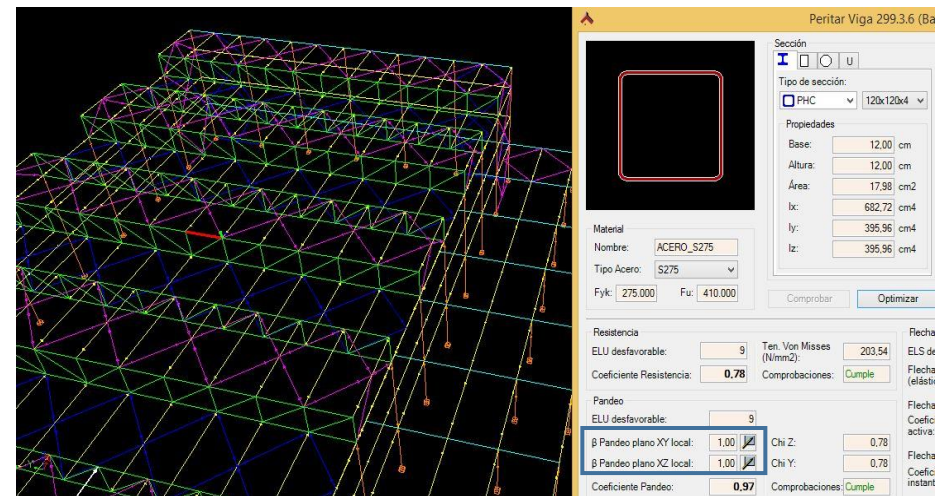 Peritar Viga 299.3.6 (Ba
Sección
U
Tipo de sección:
PHC 120x120x4
Propiedades
Base: 12,00 cm
Altura: 12,00 cm
Área: 17,98 cm2
Ix: 682,72 cm4
Iy: 395,96 cm4
Iz: 395,96 cm4
Material
Nombre: ACERO_S275
Tipo Acero: S275
Fyk: 275.000 Fu: 410.000
Comprobar Optimizar
Resistencia
ELU desfavorable: 9 Ten. Von Misses (N/mm2): 203,54
Coeficiente Resistencia: 0,78 Comprobaciones: Cumple
Pandeo
ELU desfavorable: 9
β Pandeo plano XY local: 1,00 Chi Z: 0,78
β Pandeo plano XZ local: 1,00 Chi Y: 0,78
Coeficiente Pandeo: 0,97 Comprobaciones: Cumple
Flecha
ELS de
Flecha
(elásti
Flecha
Coefic
activa:
Flecha
Coefic
instant